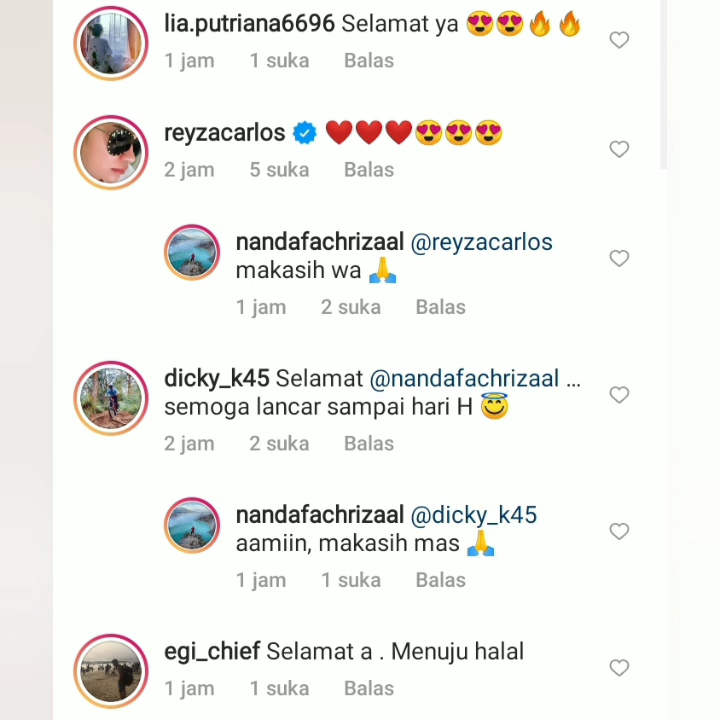 lia.putriana6696 Selamat ya 😍😍🔥🔥
1 jam 1 suka Balas
reyzacarlos ❤️❤️❤️😍😍😍
2 jam 5 suka Balas
nandafachrizaal @reyzacarlos
makasih wa 🙏
1 jam 2 suka Balas
dicky_k45 Selamat @nandafachrizaal ...
semoga lancar sampai hari H 😇
2 jam 2 suka Balas
nandafachrizaal @dicky_k45
aamiin, makasih mas 🙏
1 jam 1 suka Balas
egi_chief Selamat a . Menuju halal
1 jam 1 suka Balas